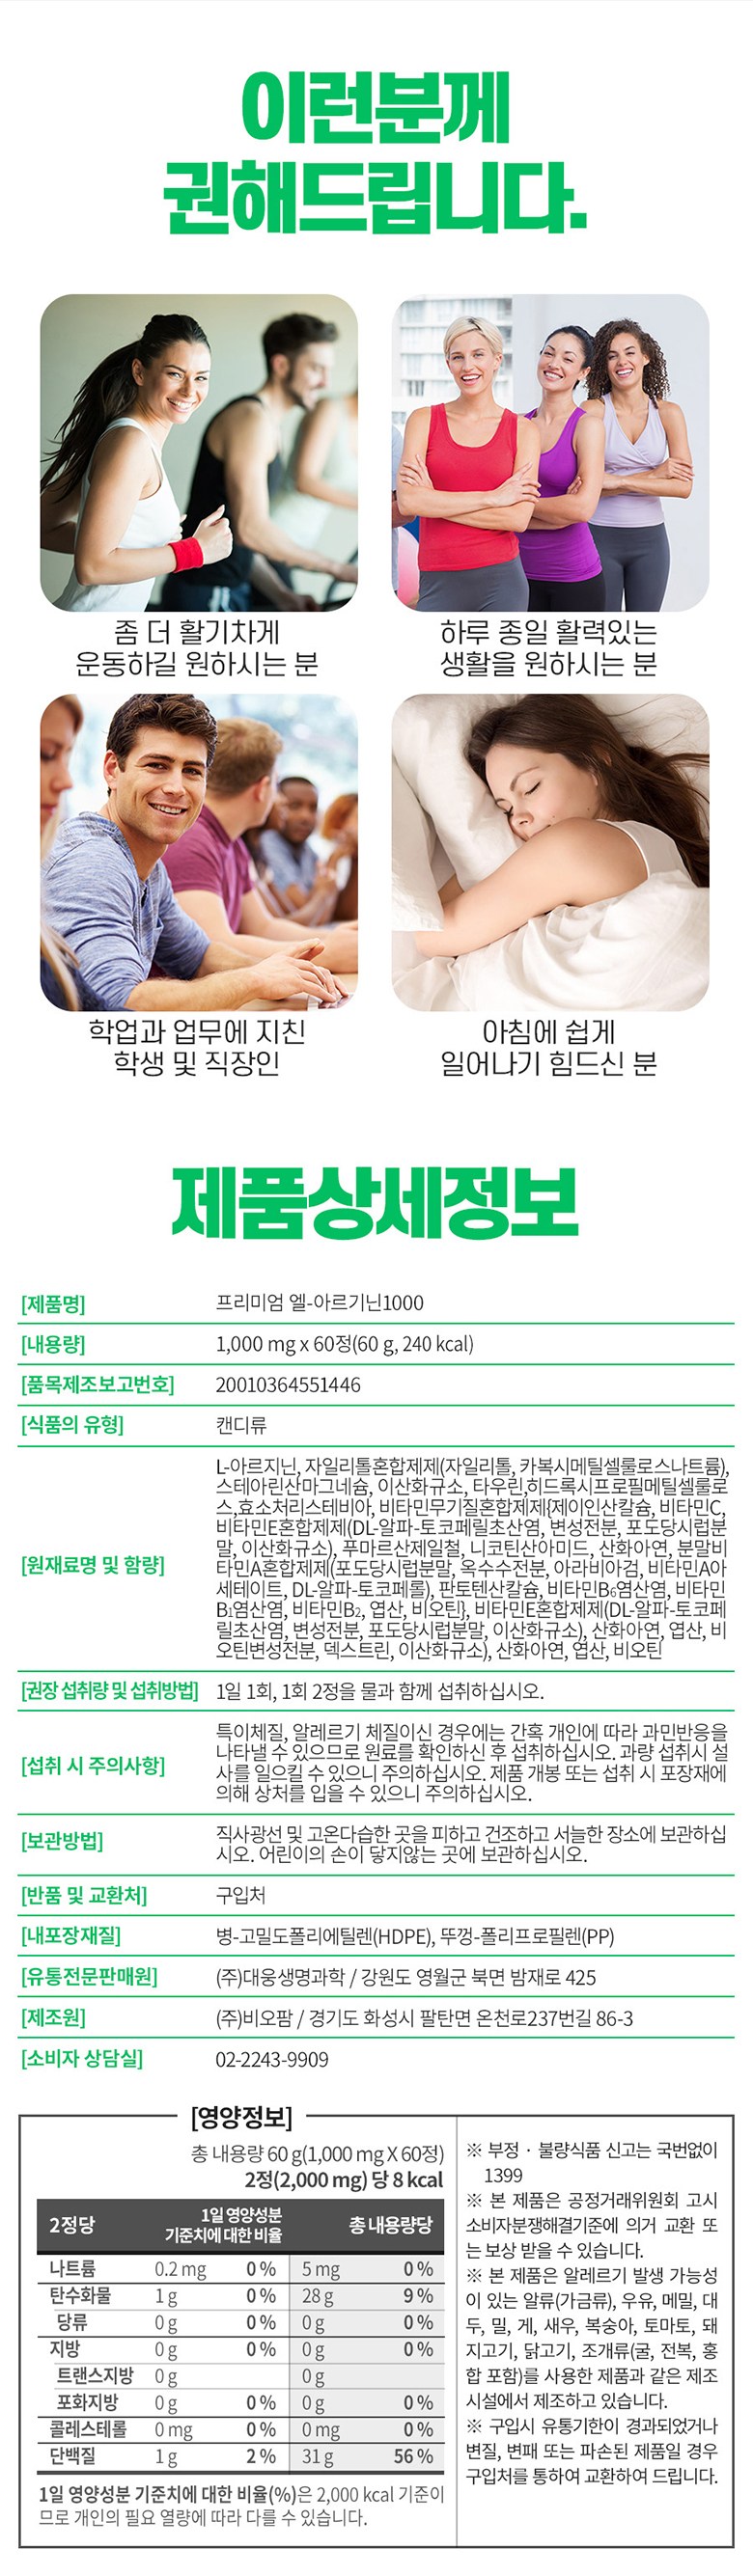 이런분께
권해드립니다.
좀 더 활기차게
운동하길 원하시는 분
하루 종일 활력있는
생활을 원하시는 분
학업과 업무에 지친
학생 및 직장인
아침에 쉽게
일어나기 힘드신 분
제품상세정보
[제품명] 프리미엄 엘-아르기닌1000
[내용량] 1,000 mg x 60정(60 g, 240 kcal)
[품목제조보고번호] 20010364551446
[식품의 유형] 캔디류
[원재료명 및 함량]
L-아르지닌, 자일리톨혼합제제(자일리톨, 카복시메틸셀룰로스나트륨),
스테아린산마그네슘, 이산화규소, 타우린,히드록시프로필메틸셀룰로
스,효소처리스테비아, 비타민무기질혼합제제{제이인산칼슘, 비타민C,
비타민E혼합제제(DL-알파-토코페릴초산염, 변성전분, 포도당시럽분
말, 이산화규소), 푸마르산제일철, 니코틴산아미드, 산화아연, 분말비
타민A혼합제제(포도당시럽분말, 옥수수전분, 아라비아검, 비타민A아
세테이트, DL-알파-토코페롤), 판토텐산칼슘, 비타민B₆염산염, 비타민
B₁염산염, 비타민B₂, 엽산, 비오틴}, 비타민E혼합제제(DL-알파-토코페
릴초산염, 변성전분, 포도당시럽분말, 이산화규소), 산화아연, 엽산, 비
오틴변성전분, 덱스트린, 이산화규소), 산화아연, 엽산, 비오틴
[권장 섭취량 및 섭취방법] 1일 1회, 1회 2정을 물과 함께 섭취하십시오.
[섭취 시 주의사항]
특이체질, 알레르기 체질이신 경우에는 간혹 개인에 따라 과민반응을
나타낼 수 있으므로 원료를 확인하신 후 섭취하십시오. 과량 섭취시 설
사를 일으킬 수 있으니 주의하십시오. 제품 개봉 또는 섭취 시 포장재에
의해 상처를 입을 수 있으니 주의하십시오.
[보관방법]
직사광선 및 고온다습한 곳을 피하고 건조하고 서늘한 장소에 보관하십
시오. 어린이의 손이 닿지않는 곳에 보관하십시오.
[반품 및 교환처] 구입처
[내포장재질] 병-고밀도폴리에틸렌(HDPE), 뚜껑-폴리프로필렌(PP)
[유통전문판매원] (주)대웅생명과학 / 강원도 영월군 북면 밤재로 425
[제조원] (주)비오팜 / 경기도 화성시 팔탄면 온천로237번길 86-3
[소비자 상담실] 02-2243-9909
[영양정보]
총 내용량 60 g(1,000 mg X 60정)
2정(2,000 mg) 당 8 kcal
2정당 1일 영양성분 기준치에 대한 비율 총 내용량당
나트륨 0.2 mg 0 % 5 mg 0 %
탄수화물 1 g 0 % 28 g 9 %
당류 0 g 0 % 0 g 0 %
지방 0 g 0 % 0 g 0 %
트랜스지방 0 g 0 g
포화지방 0 g 0 % 0 g 0 %
콜레스테롤 0 mg 0 % 0 mg 0 %
단백질 1 g 2 % 31 g 56 %
1일 영양성분 기준치에 대한 비율(%)은 2,000 kcal 기준이
므로 개인의 필요 열량에 따라 다를 수 있습니다.
※ 부정 · 불량식품 신고는 국번없이
1399
※ 본 제품은 공정거래위원회 고시
소비자분쟁해결기준에 의거 교환 또
는 보상 받을 수 있습니다.
※ 본 제품은 알레르기 발생 가능성
이 있는 알류(가금류), 우유, 메밀, 대
두, 밀, 게, 새우, 복숭아, 토마토, 돼
지고기, 닭고기, 조개류(굴, 전복, 홍
합 포함)를 사용한 제품과 같은 제조
시설에서 제조하고 있습니다.
※ 구입시 유통기한이 경과되었거나
변질, 변패 또는 파손된 제품일 경우
구입처를 통하여 교환하여 드립니다.